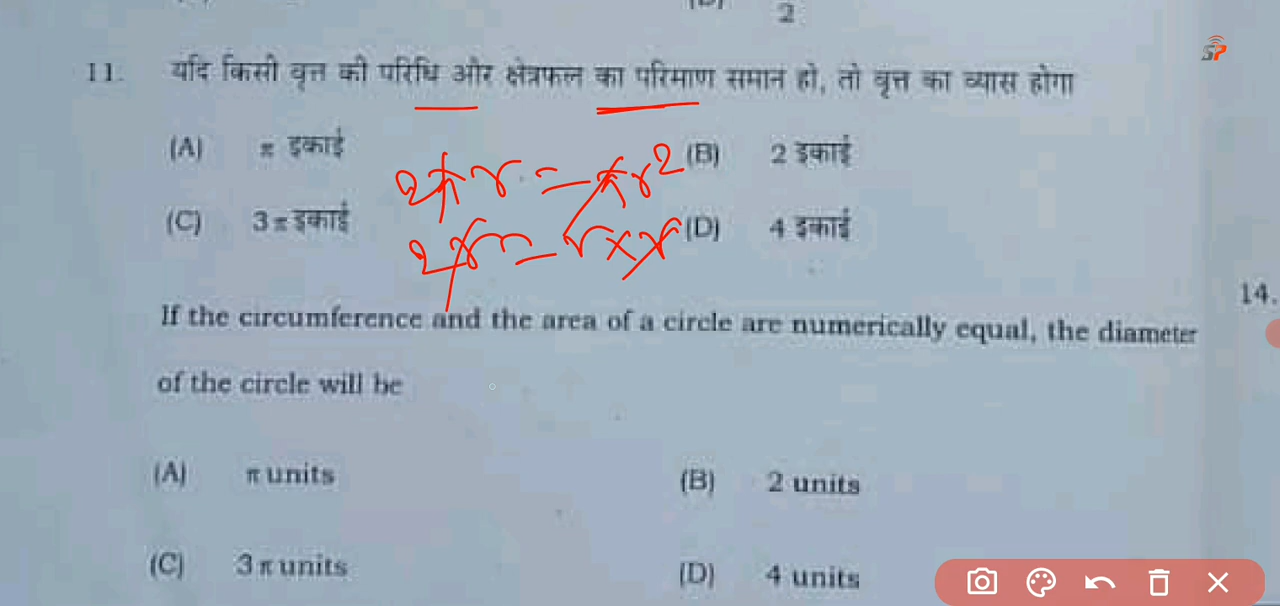 2
11. यदि किसी वृत्त की परिधि और क्षेत्रफल का परिमाण समान हो, तो वृत्त का व्यास होगा
(A) π इकाई (B) 2 इकाई
2πr = πr2
(C) 3π इकाई (D) 4 इकाई
2r = r×r
14.
If the circumference and the area of a circle are numerically equal, the diameter
of the circle will be
(A) π units (B) 2 units
(C) 3π units (D) 4 units
SP